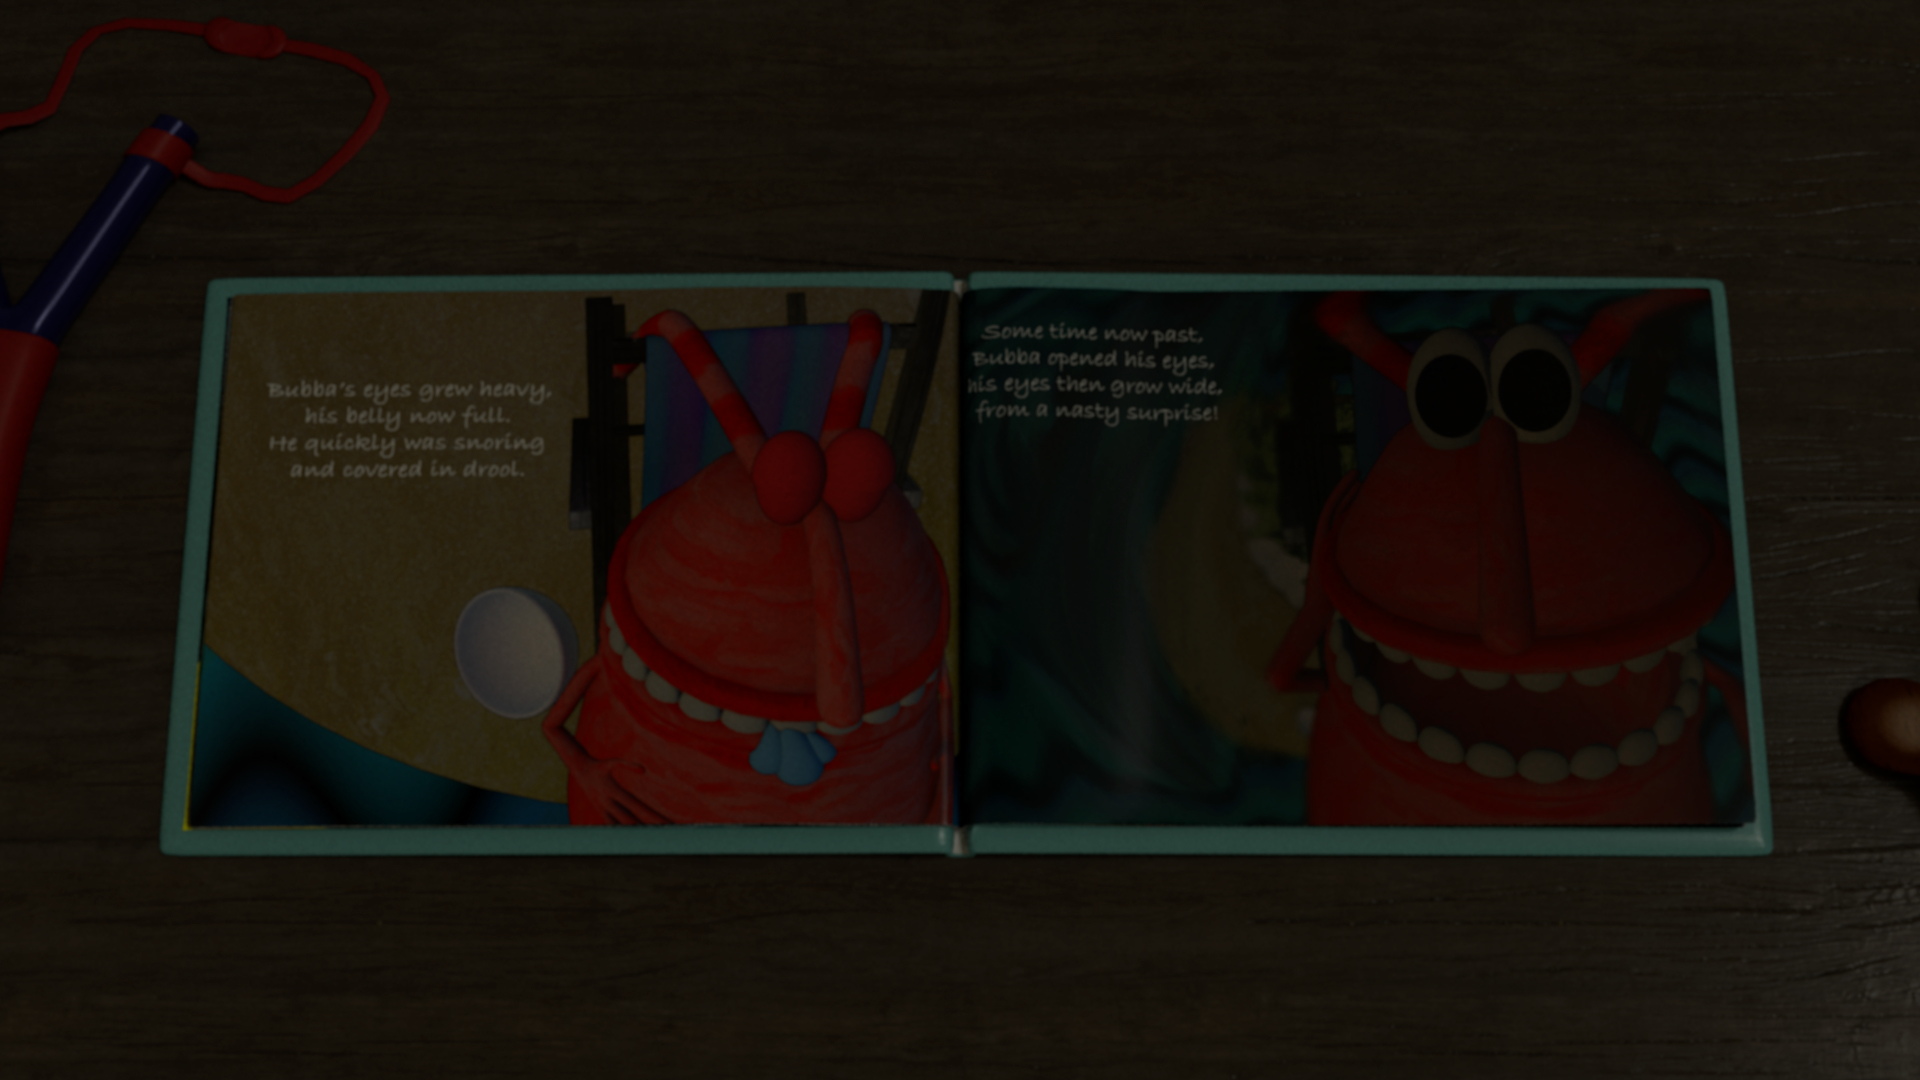 Bubba's eyes grew heavy,
his belly now full.
He quickly was snoring
and covered in drool.
Some time now past,
Bubba opened his eyes,
his eyes then grow wide,
from a nasty surprise!